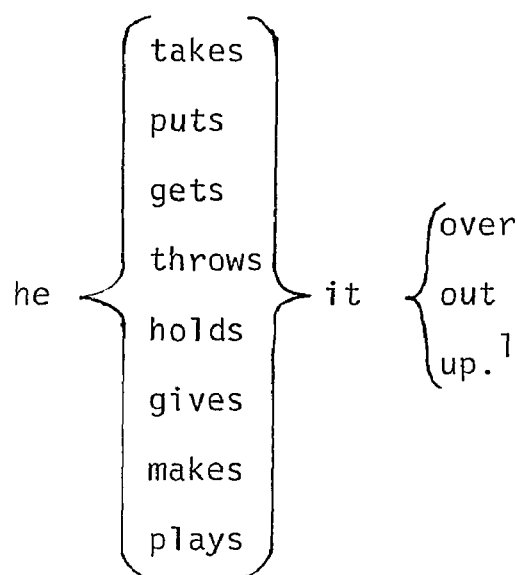 takes
puts
gets
over
throws
he it out
holds
up.1
gives
makes
plays